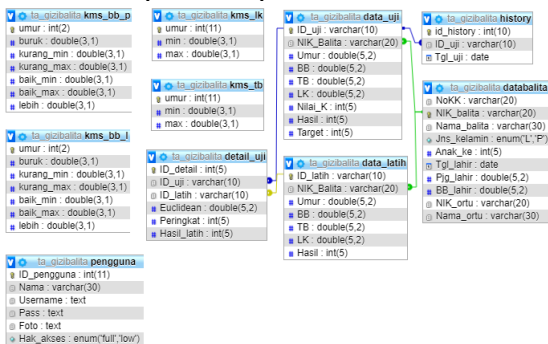 ta_gizibalita kms_bb_p
umur : int(2)
buruk : double(3,1)
kurang_min : double(3,1)
kurang_max : double(3,1)
baik_min : double(3,1)
baik_max : double(3,1)
lebih : double(3,1)
ta_gizibalita kms_bb_l
umur : int(2)
buruk : double(3,1)
kurang_min : double(3,1)
kurang_max : double(3,1)
baik_min : double(3,1)
baik_max : double(3,1)
lebih : double(3,1)
ta_gizibalita pengguna
ID_pengguna : int(11)
Nama : varchar(30)
Username : text
Pass : text
Foto : text
Hak_akses : enum('full','low')
ta_gizibalita kms_lk
umur : int(11)
min : double(3,1)
max : double(3,1)
ta_gizibalita kms_tb
umur : int(11)
min : double(3,1)
max : double(3,1)
ta_gizibalita detail_uji
ID_detail : int(5)
ID_uji : varchar(10)
ID_latih : varchar(10)
Euclidean : double(5,2)
Peringkat : int(5)
Hasil_latih : int(5)
ta_gizibalita data_uji
ID_uji : varchar(10)
NIK_Balita : varchar(20)
Umur : double(5,2)
BB : double(5,2)
TB : double(5,2)
LK : double(5,2)
Nilai_K : int(5)
Hasil : int(5)
Target : int(5)
ta_gizibalita data_latih
ID_latih : varchar(10)
NIK_Balita : varchar(20)
Umur : double(5,2)
BB : double(5,2)
TB : double(5,2)
LK : double(5,2)
Hasil : int(5)
ta_gizibalita history
id_history : int(10)
ID_uji : varchar(10)
Tgl_uji : date
ta_gizibalita databalita
NoKK : varchar(20)
NIK_balita : varchar(20)
Nama_balita : varchar(30)
Jns_kelamin : enum('L','P')
Anak_ke : int(5)
Tgl_lahir : date
Pjg_lahir : double(5,2)
BB_lahir : double(5,2)
NIK_ortu : varchar(20)
Nama_ortu : varchar(30)